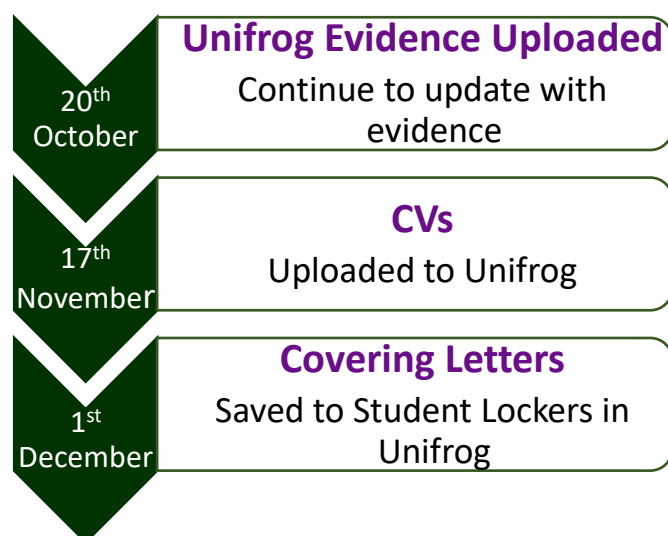 20th
October
Unifrog Evidence Uploaded
Continue to update with
evidence
17th
November
CVs
Uploaded to Unifrog
1st
December
Covering Letters
Saved to Student Lockers in
Unifrog